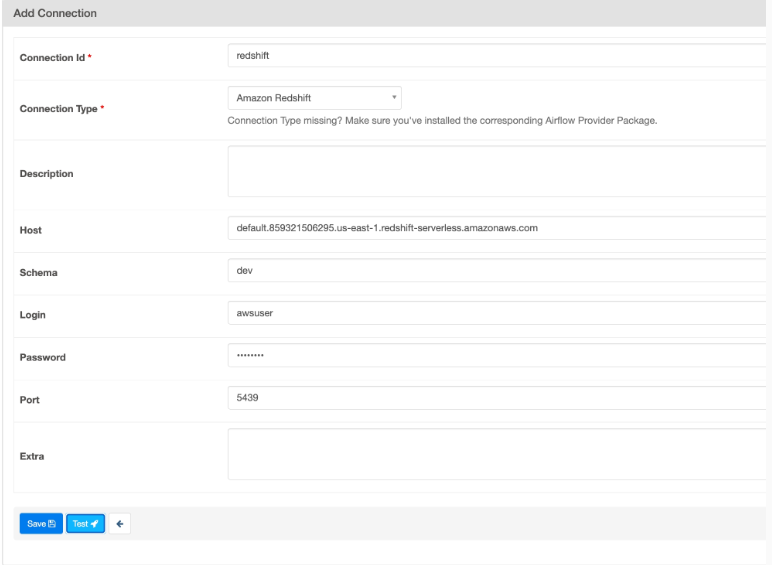 Add Connection
Connection Id *
redshift
Connection Type *
Amazon Redshift
Connection Type missing? Make sure you've installed the corresponding Airflow Provider Package.
Description
Host
default.859321506295.us-east-1.redshift-serverless.amazonaws.com
Schema
dev
Login
awsuser
Password
••••••••
Port
5439
Extra
Save
Test